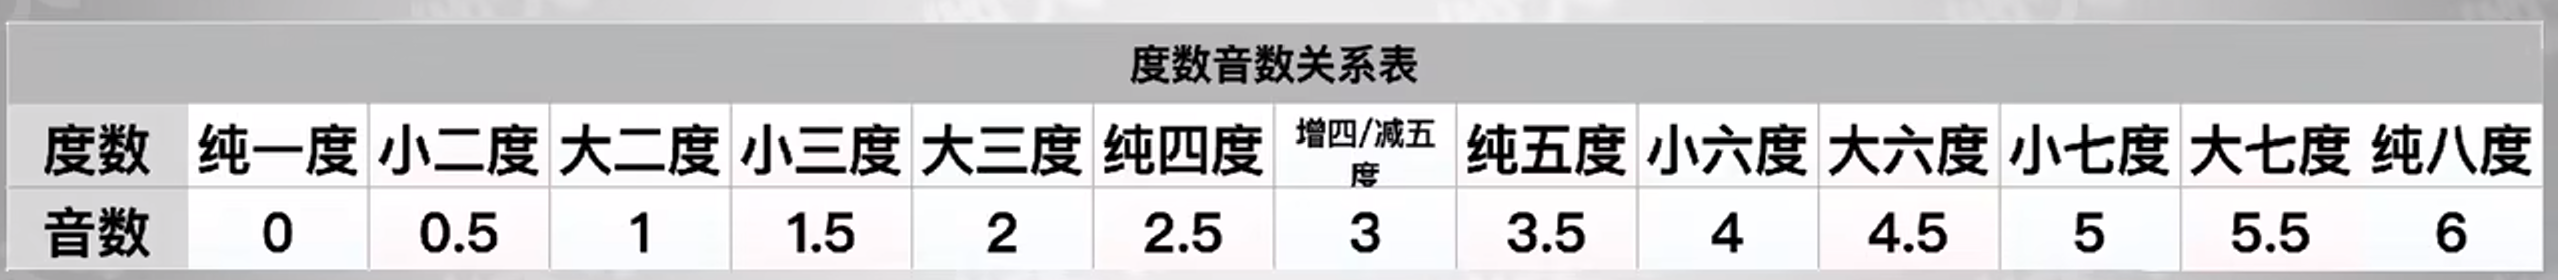 度数音数关系表
度数 纯一度 小二度 大二度 小三度 大三度 纯四度 增四/减五度 纯五度 小六度 大六度 小七度 大七度 纯八度
音数 0 0.5 1 1.5 2 2.5 3 3.5 4 4.5 5 5.5 6